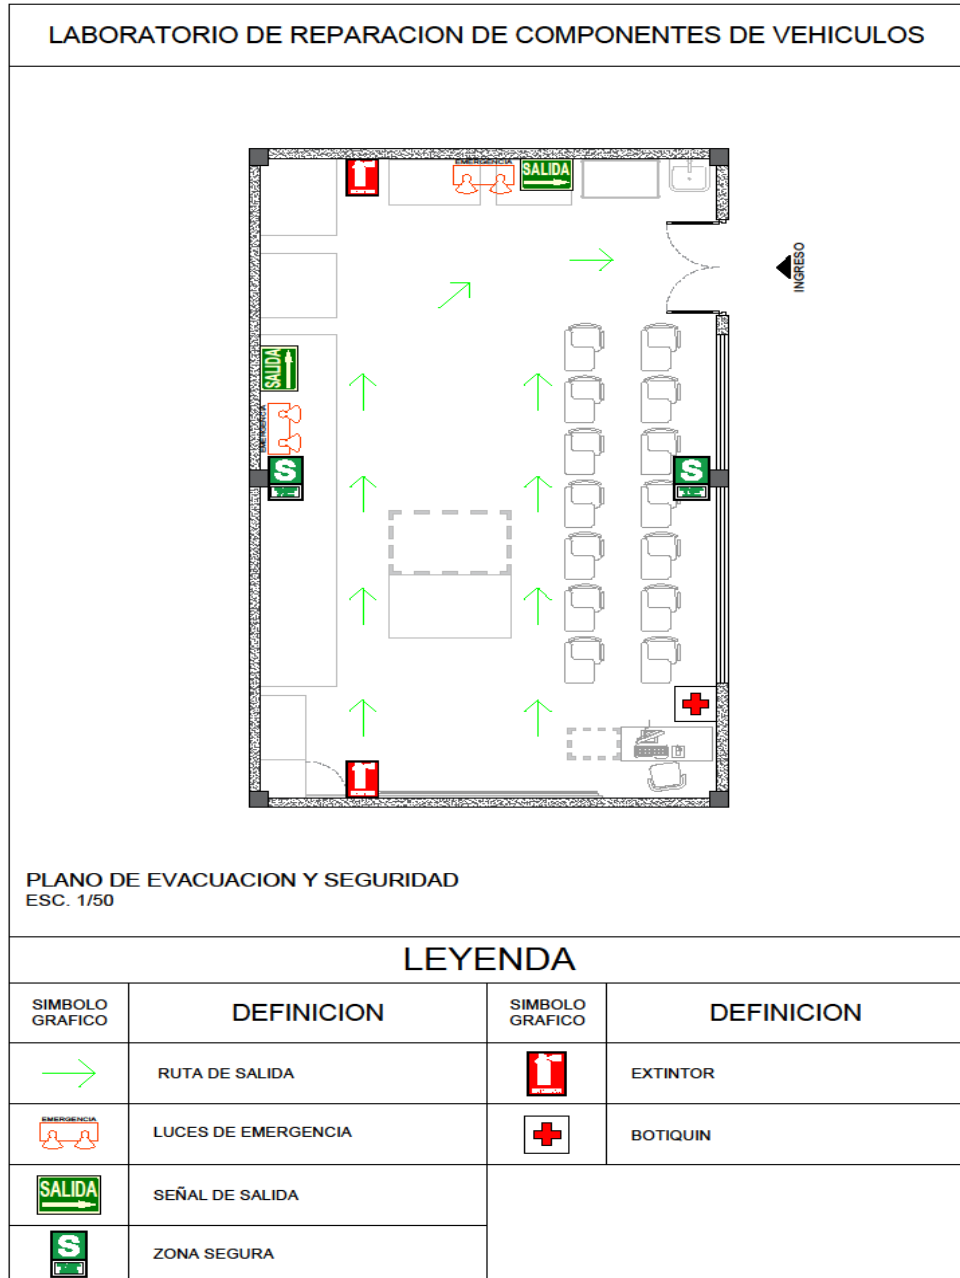 LABORATORIO DE REPARACION DE COMPONENTES DE VEHICULOS
EMERGENCIA
SALIDA
INGRESO
SALIDA
EMERGENCIA
S
S
PLANO DE EVACUACION Y SEGURIDAD
ESC. 1/50
LEYENDA
SIMBOLO GRAFICO
DEFINICION
SIMBOLO GRAFICO
DEFINICION
RUTA DE SALIDA
EXTINTOR
EMERGENCIA
LUCES DE EMERGENCIA
BOTIQUIN
SALIDA
SEÑAL DE SALIDA
S
ZONA SEGURA